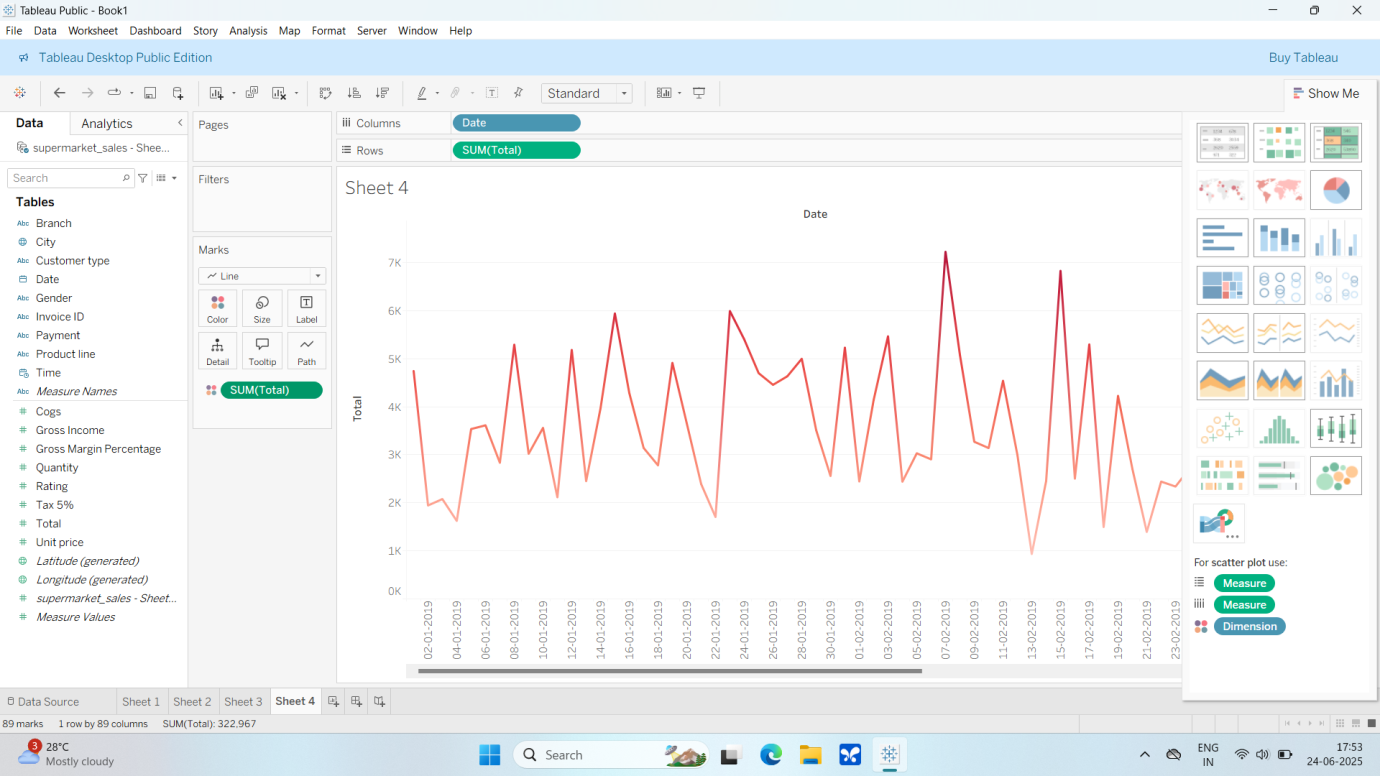 Tableau Public - Book1
File Data Worksheet Dashboard Story Analysis Map Format Server Window Help
Tableau Desktop Public Edition
Buy Tableau
Standard
Show Me
Data
Analytics
supermarket_sales - Shee...
Search
Tables
Abc Branch
City
Abc Customer type
Date
Abc Gender
Abc Invoice ID
Abc Payment
Abc Product line
Time
Abc Measure Names
Cogs
Gross Income
Gross Margin Percentage
Quantity
Rating
Tax 5%
Total
Unit price
Latitude (generated)
Longitude (generated)
supermarket_sales - Sheet...
Measure Values
Pages
Filters
Marks
Line
Color Size Label
Detail Tooltip Path
SUM(Total)
Columns Date
Rows SUM(Total)
Sheet 4
Date
Total
7K
6K
5K
4K
3K
2K
1K
0K
02-01-2019
04-01-2019
06-01-2019
08-01-2019
10-01-2019
12-01-2019
14-01-2019
16-01-2019
18-01-2019
20-01-2019
22-01-2019
24-01-2019
26-01-2019
28-01-2019
30-01-2019
01-02-2019
03-02-2019
05-02-2019
07-02-2019
09-02-2019
11-02-2019
13-02-2019
15-02-2019
17-02-2019
19-02-2019
21-02-2019
23-02-2019
For scatter plot use:
Measure
Measure
Dimension
Data Source Sheet 1 Sheet 2 Sheet 3 Sheet 4
89 marks 1 row by 89 columns SUM(Total): 322.967
3
28°C
Mostly cloudy
Search
ENG
IN
17:53
24-06-2025